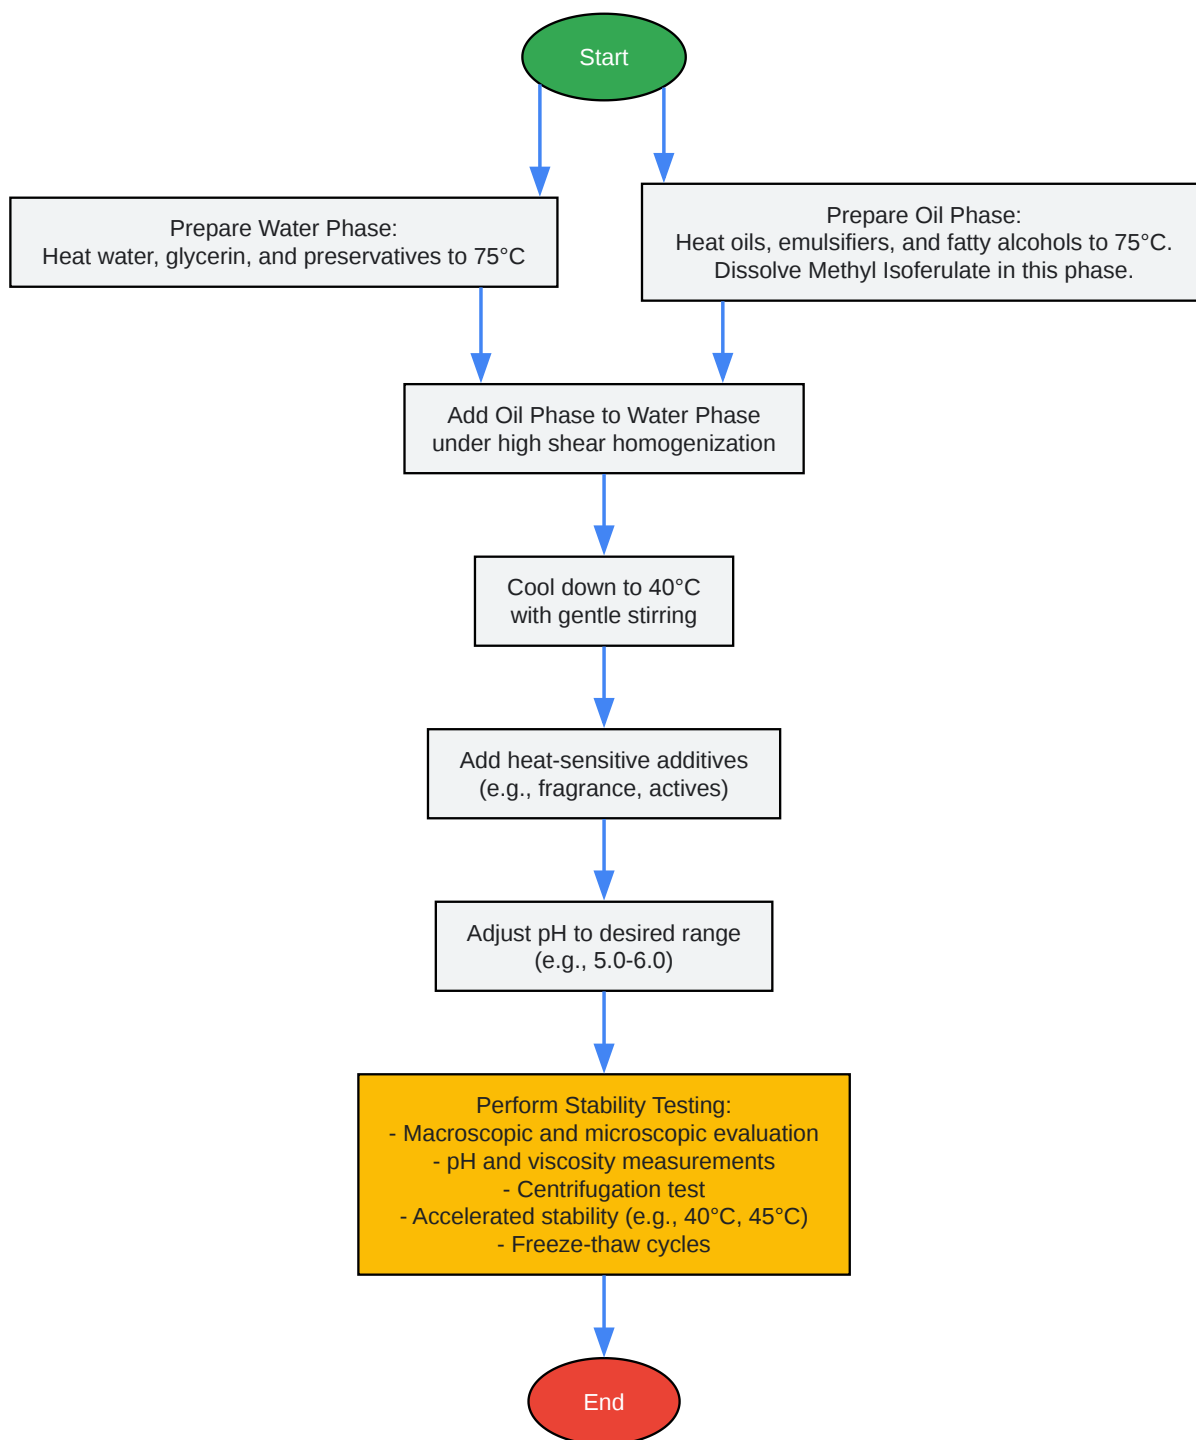 Start
Prepare Water Phase:
Heat water, glycerin, and preservatives to 75°C
Prepare Oil Phase:
Heat oils, emulsifiers, and fatty alcohols to 75°C.
Dissolve Methyl Isoferulate in this phase.
Add Oil Phase to Water Phase
under high shear homogenization
Cool down to 40°C
with gentle stirring
Add heat-sensitive additives
(e.g., fragrance, actives)
Adjust pH to desired range
(e.g., 5.0-6.0)
Perform Stability Testing:
- Macroscopic and microscopic evaluation
- pH and viscosity measurements
- Centrifugation test
- Accelerated stability (e.g., 40°C, 45°C)
- Freeze-thaw cycles
End